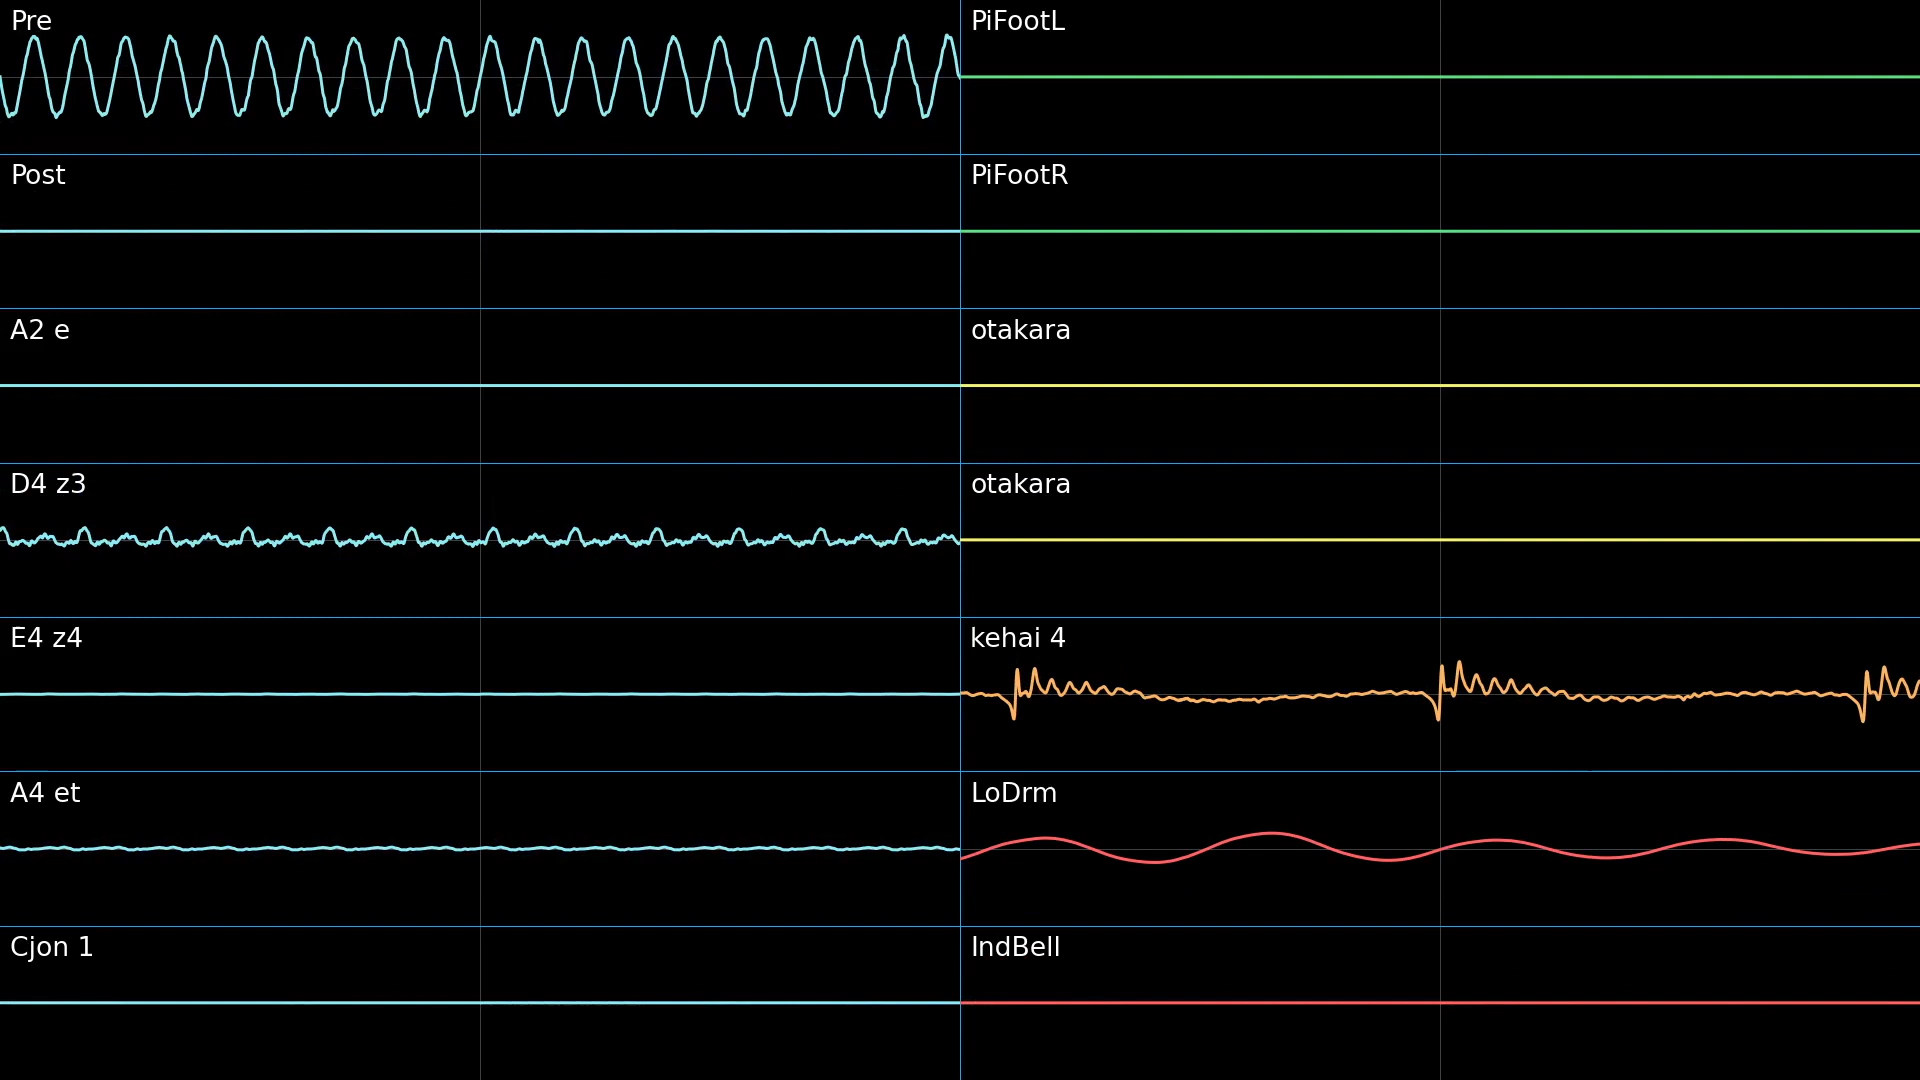 Pre
Post
A2 e
D4 z3
E4 z4
A4 et
Cjon 1
PiFootL
PiFootR
otakara
otakara
kehai 4
LoDrm
IndBell